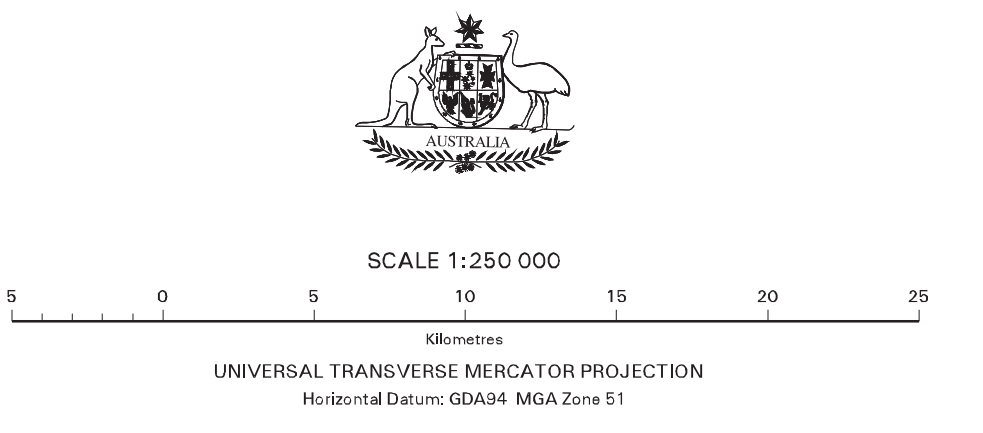 AUSTRALIA
SCALE 1:250 000
5 0 5 10 15 20 25
Kilometres
UNIVERSAL TRANSVERSE MERCATOR PROJECTION
Horizontal Datum: GDA94 MGA Zone 51